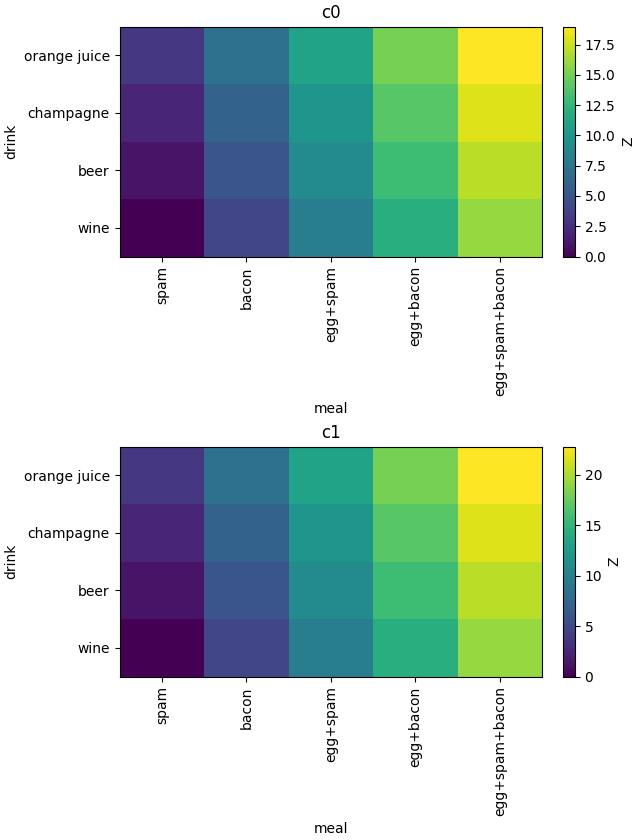 c0
drink
orange juice
champagne
beer
wine
spam
bacon
egg+spam
egg+bacon
egg+spam+bacon
meal
17.5
15.0
12.5
10.0
7.5
5.0
2.5
0.0
Z
c1
drink
orange juice
champagne
beer
wine
spam
bacon
egg+spam
egg+bacon
egg+spam+bacon
meal
20
15
10
5
0
Z